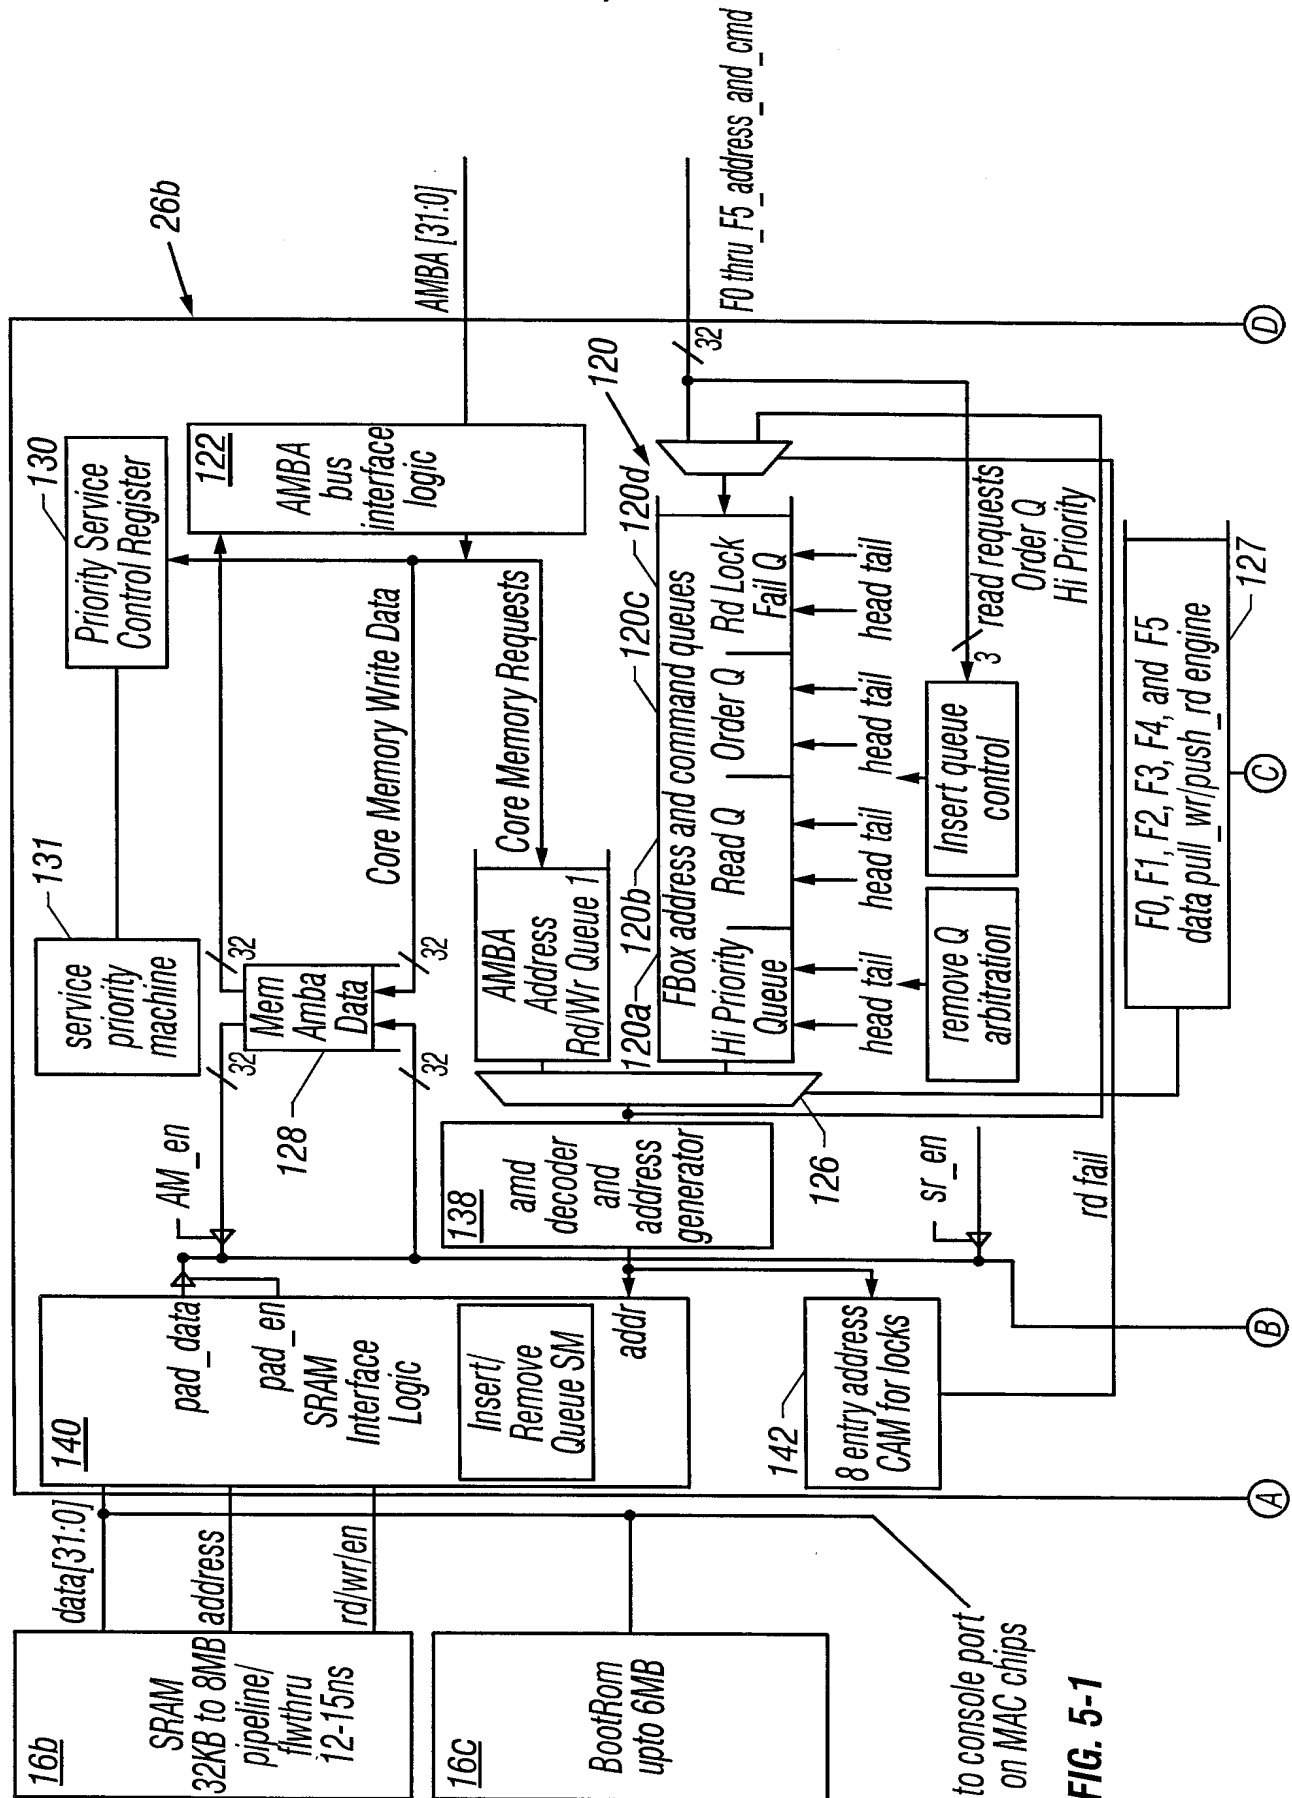 26b
AMBA [31:0]
F0 thru_F5_address_and_cmd
130
Priority Service
Control Register
122
AMBA
bus
interface
logic
32
120
131
service
priority
machine
Core Memory Write Data
Core Memory Requests
32
32
Mem
Amba
Data
32
32
128
AM_en
AMBA
Address
Rd/Wr Queue 1
120a
120b
120c
120d
FBox address and command queues
Hi Priority
Queue
Read Q
Order Q
Rd Lock
Fail Q
head tail
head tail
head tail
head tail
3
read requests
Order Q
Hi Priority
remove Q
arbitration
Insert queue
control
F0, F1, F2, F3, F4, and F5
data pull_wr/push_rd engine
127
126
138
amd
decoder
and
address
generator
sr_en
rd fail
140
pad_data
pad_en
SRAM
Interface
Logic
Insert/
Remove
Queue SM
addr
142
8 entry address
CAM for locks
data[31:0]
address
rd/wr/en
16b
SRAM
32KB to 8MB
pipeline/
flwthru
12-15ns
16c
BootRom
upto 6MB
to console port
on MAC chips
A
B
C
D
FIG. 5-1